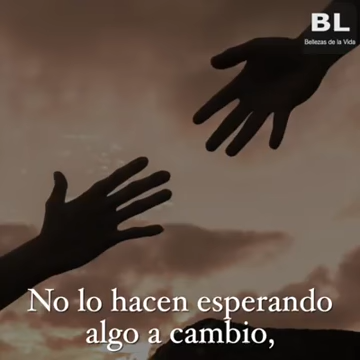 BL
Bellezas de la Vida
No lo hacen esperando
algo a cambio,